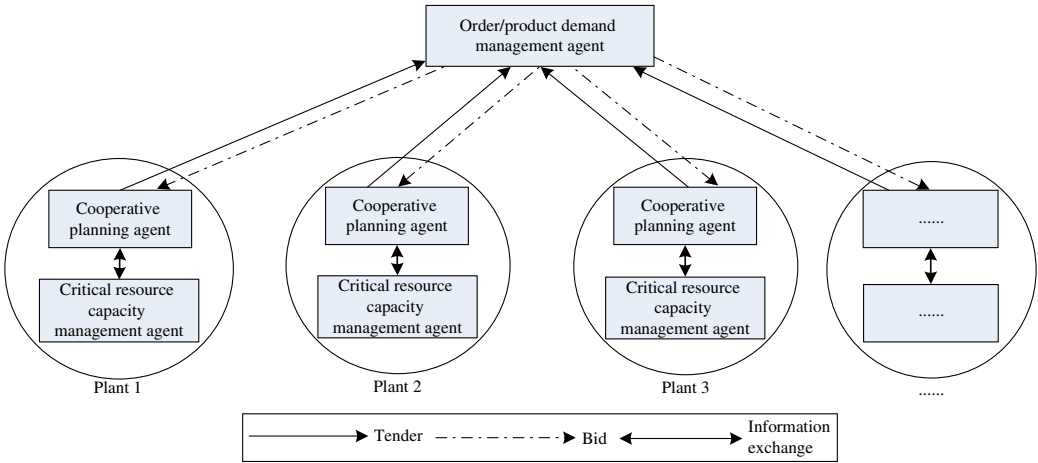 Order/product demand
management agent
Cooperative
planning agent
Critical resource
capacity
management agent
Plant 1
Cooperative
planning agent
Critical resource
capacity
management agent
Plant 2
Cooperative
planning agent
Critical resource
capacity
management agent
Plant 3
......
......
......
Tender
Bid
Information
exchange